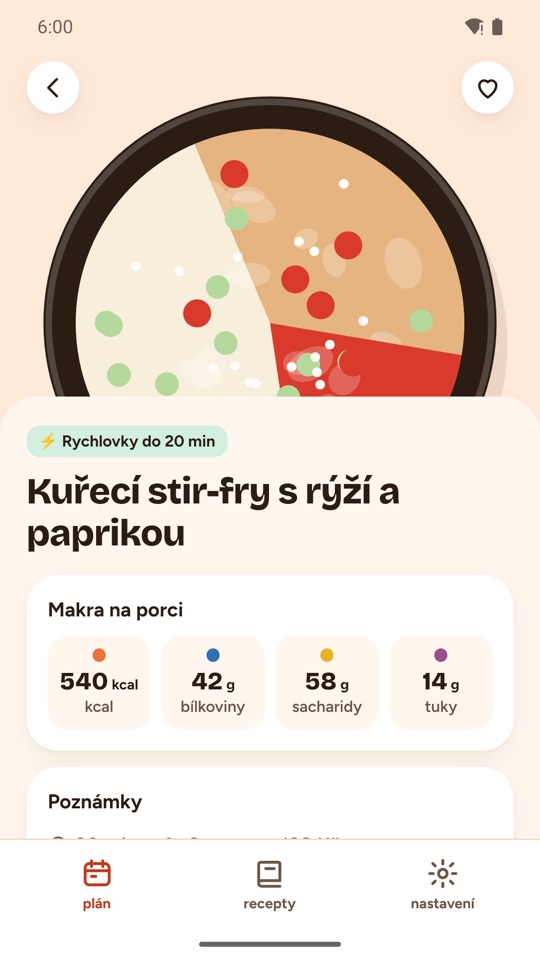 6:00
⚡ Rychlovky do 20 min
Kuřecí stir-fry s rýží a
paprikou
Makra na porci
540 kcal
kcal
42 g
bílkoviny
58 g
sacharidy
14 g
tuky
Poznámky
plán
recepty
nastavení